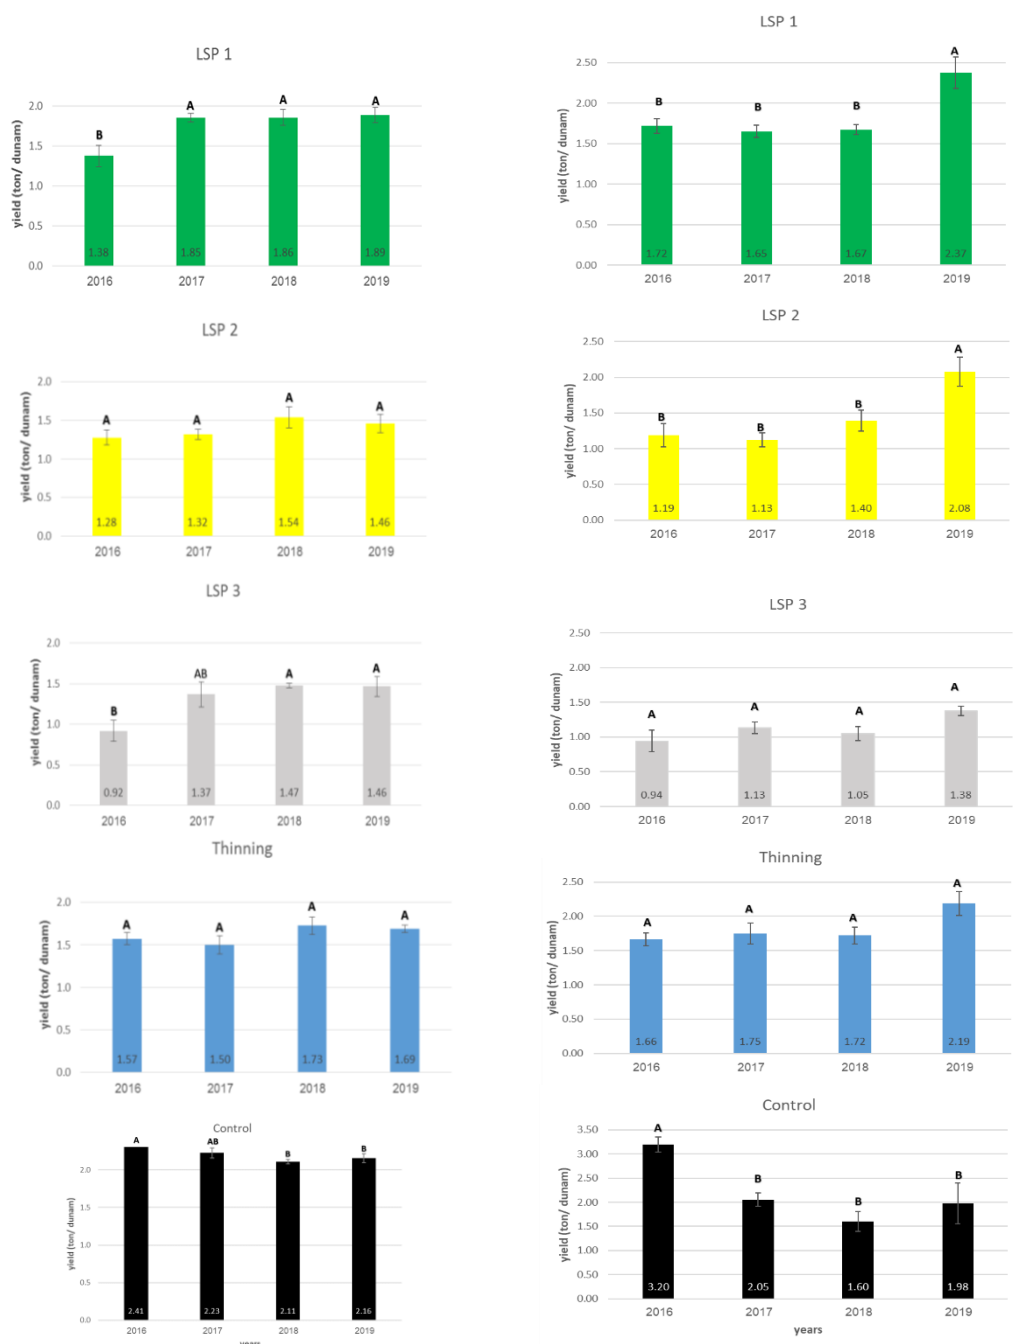 LSP 1
A
A
A
B
2.0
1.5
1.0
0.5
0.0
yield (ton/ dunam)
1.38
1.85
1.86
1.89
2016
2017
2018
2019
LSP 1
A
B
B
B
2.50
2.00
1.50
1.00
0.50
0.00
yield (ton/ dunam)
1.72
1.65
1.67
2.37
2016
2017
2018
2019
LSP 2
A
A
A
A
2.0
1.5
1.0
0.5
0.0
yield (ton/ dunam)
1.28
1.32
1.54
1.46
2016
2017
2018
2019
LSP 2
A
B
B
B
2.50
2.00
1.50
1.00
0.50
0.00
yield (ton/ dunam)
1.19
1.13
1.40
2.08
2016
2017
2018
2019
LSP 3
B
AB
A
A
2.0
1.5
1.0
0.5
0.0
yield (ton/ dunam)
0.92
1.37
1.47
1.46
2016
2017
2018
2019
LSP 3
A
A
A
A
2.50
2.00
1.50
1.00
0.50
0.00
yield (ton/ dunam)
0.94
1.13
1.05
1.38
2016
2017
2018
2019
Thinning
A
A
A
A
2.0
1.5
1.0
0.5
0.0
yield (ton/ dunam)
1.57
1.50
1.73
1.69
2016
2017
2018
2019
Thinning
A
A
A
A
2.50
2.00
1.50
1.00
0.50
0.00
yield (ton/ dunam)
1.66
1.75
1.72
2.19
2016
2017
2018
2019
Control
A
AB
B
B
2.0
1.5
1.0
0.5
0.0
yield (ton/ dunam)
2.41
2.23
2.11
2.16
2016
2017
2018
2019
years
Control
A
B
B
B
3.50
3.00
2.50
2.00
1.50
1.00
0.50
0.00
yield (ton/ dunam)
3.20
2.05
1.60
1.98
2016
2017
2018
2019
years